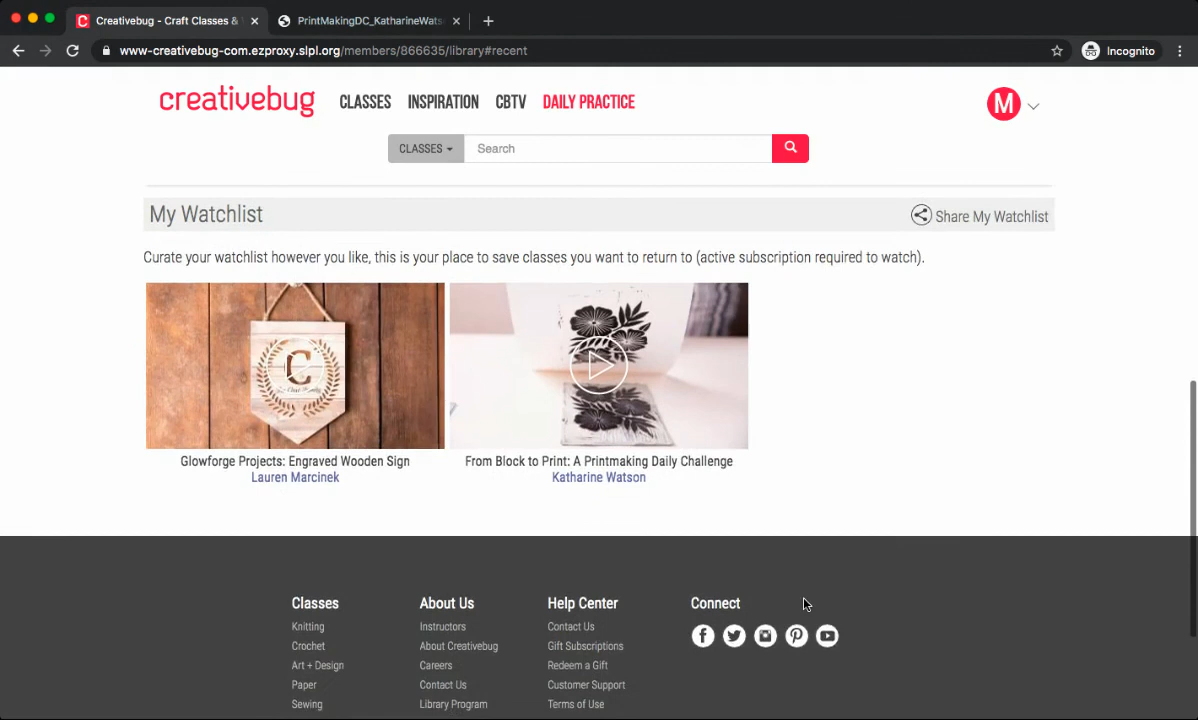 Creativebug - Craft Classes &
PrintMakingDC_KatharineWats
www-creativebug-com.ezproxy.slpl.org/members/866635/library#recent
Incognito
creativebug
CLASSES
INSPIRATION
CBTV
DAILY PRACTICE
M
CLASSES
Search
My Watchlist
Share My Watchlist
Curate your watchlist however you like, this is your place to save classes you want to return to (active subscription required to watch).
C
Glowforge Projects: Engraved Wooden Sign
Lauren Marcinek
From Block to Print: A Printmaking Daily Challenge
Katharine Watson
Classes
Knitting
Crochet
Art + Design
Paper
Sewing
About Us
Instructors
About Creativebug
Careers
Contact Us
Library Program
Help Center
Contact Us
Gift Subscriptions
Redeem a Gift
Customer Support
Terms of Use
Connect